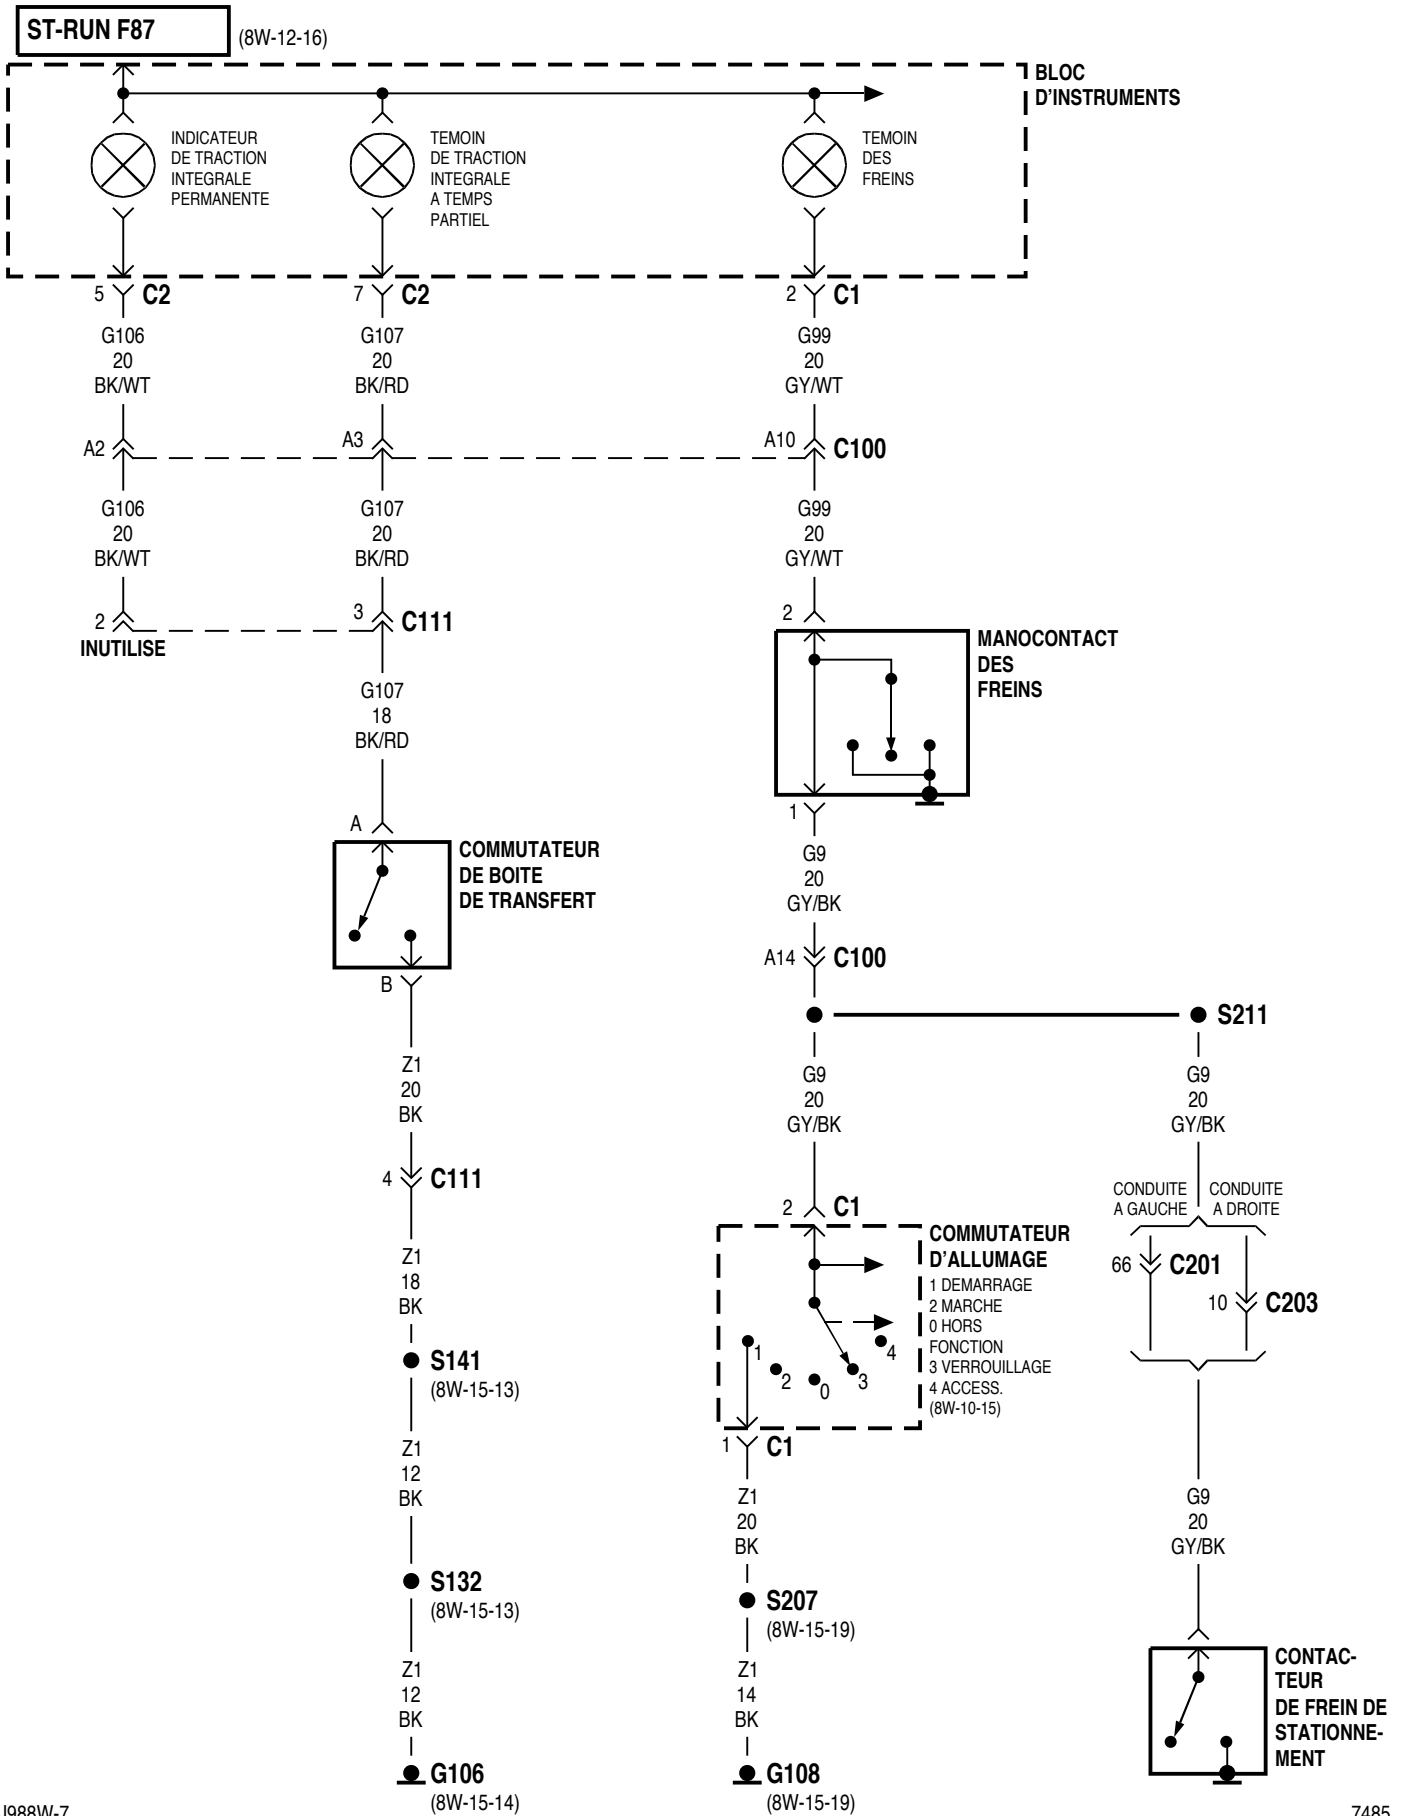 ST-RUN F87
(8W-12-16)
BLOC
D'INSTRUMENTS
INDICATEUR
DE TRACTION
INTEGRALE
PERMANENTE
TEMOIN
DE TRACTION
INTEGRALE
A TEMPS
PARTIEL
TEMOIN
DES
FREINS
5 C2
7 C2
2 C1
G106
20
BK/WT
G107
20
BK/RD
G99
20
GY/WT
A2
A3
A10 C100
G106
20
BK/WT
G107
20
BK/RD
G99
20
GY/WT
2
INUTILISE
3 C111
2
MANOCONTACT
DES
FREINS
G107
18
BK/RD
1
A
COMMUTATEUR
DE BOITE
DE TRANSFERT
G9
20
GY/BK
A14 C100
B
S211
Z1
20
BK
G9
20
GY/BK
G9
20
GY/BK
4 C111
CONDUITE
A GAUCHE
CONDUITE
A DROITE
2 C1
COMMUTATEUR
D'ALLUMAGE
1 DEMARRAGE
2 MARCHE
0 HORS
FONCTION
3 VERROUILLAGE
4 ACCESS.
(8W-10-15)
1
2
0
3
4
66 C201
10 C203
Z1
18
BK
S141
(8W-15-13)
1 C1
Z1
12
BK
Z1
20
BK
G9
20
GY/BK
S132
(8W-15-13)
S207
(8W-15-19)
Z1
12
BK
Z1
14
BK
CONTAC-
TEUR
DE FREIN DE
STATIONNE-
MENT
G106
(8W-15-14)
G108
(8W-15-19)
J988W-7
7485